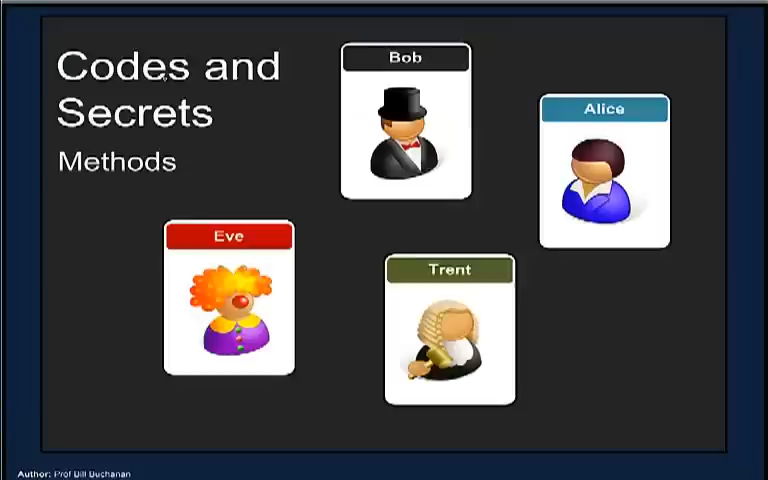 Codes and
Secrets
Methods
Bob
Alice
Eve
Trent
Author: Prof Bill Buchanan